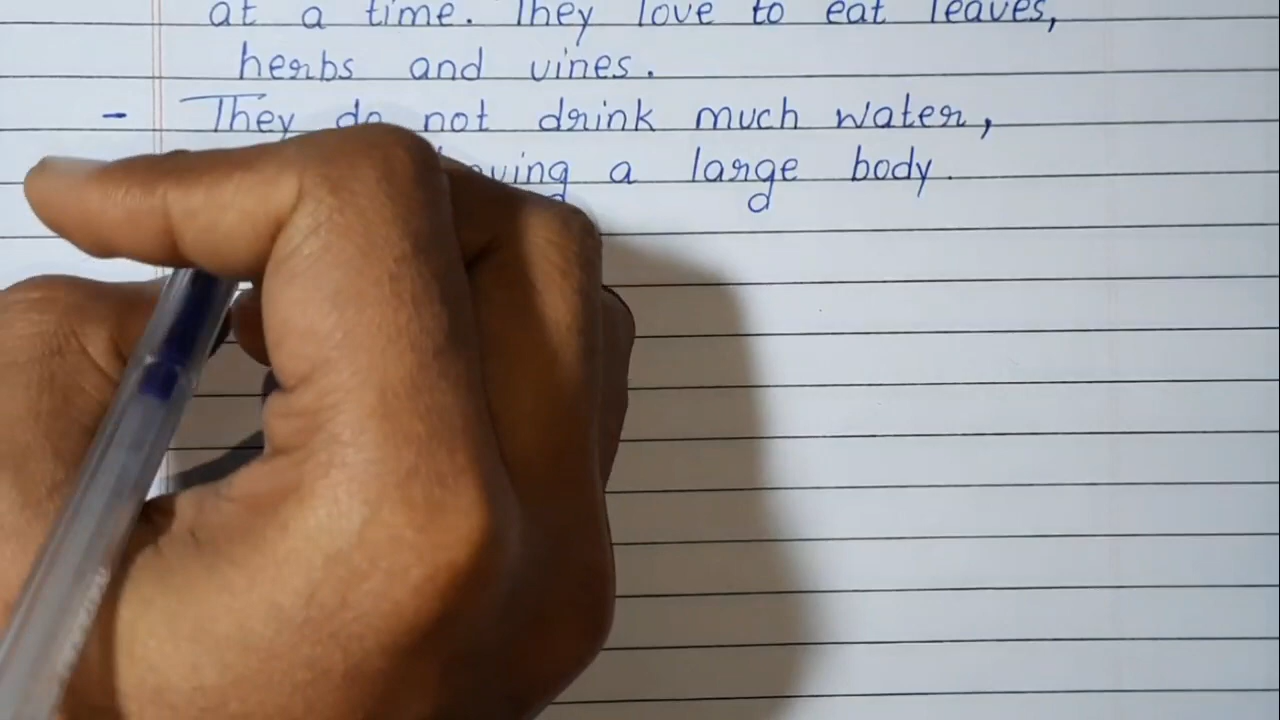 at a time. They love to eat leaves,
herbs and vines.
- They do not drink much water,
a large body.